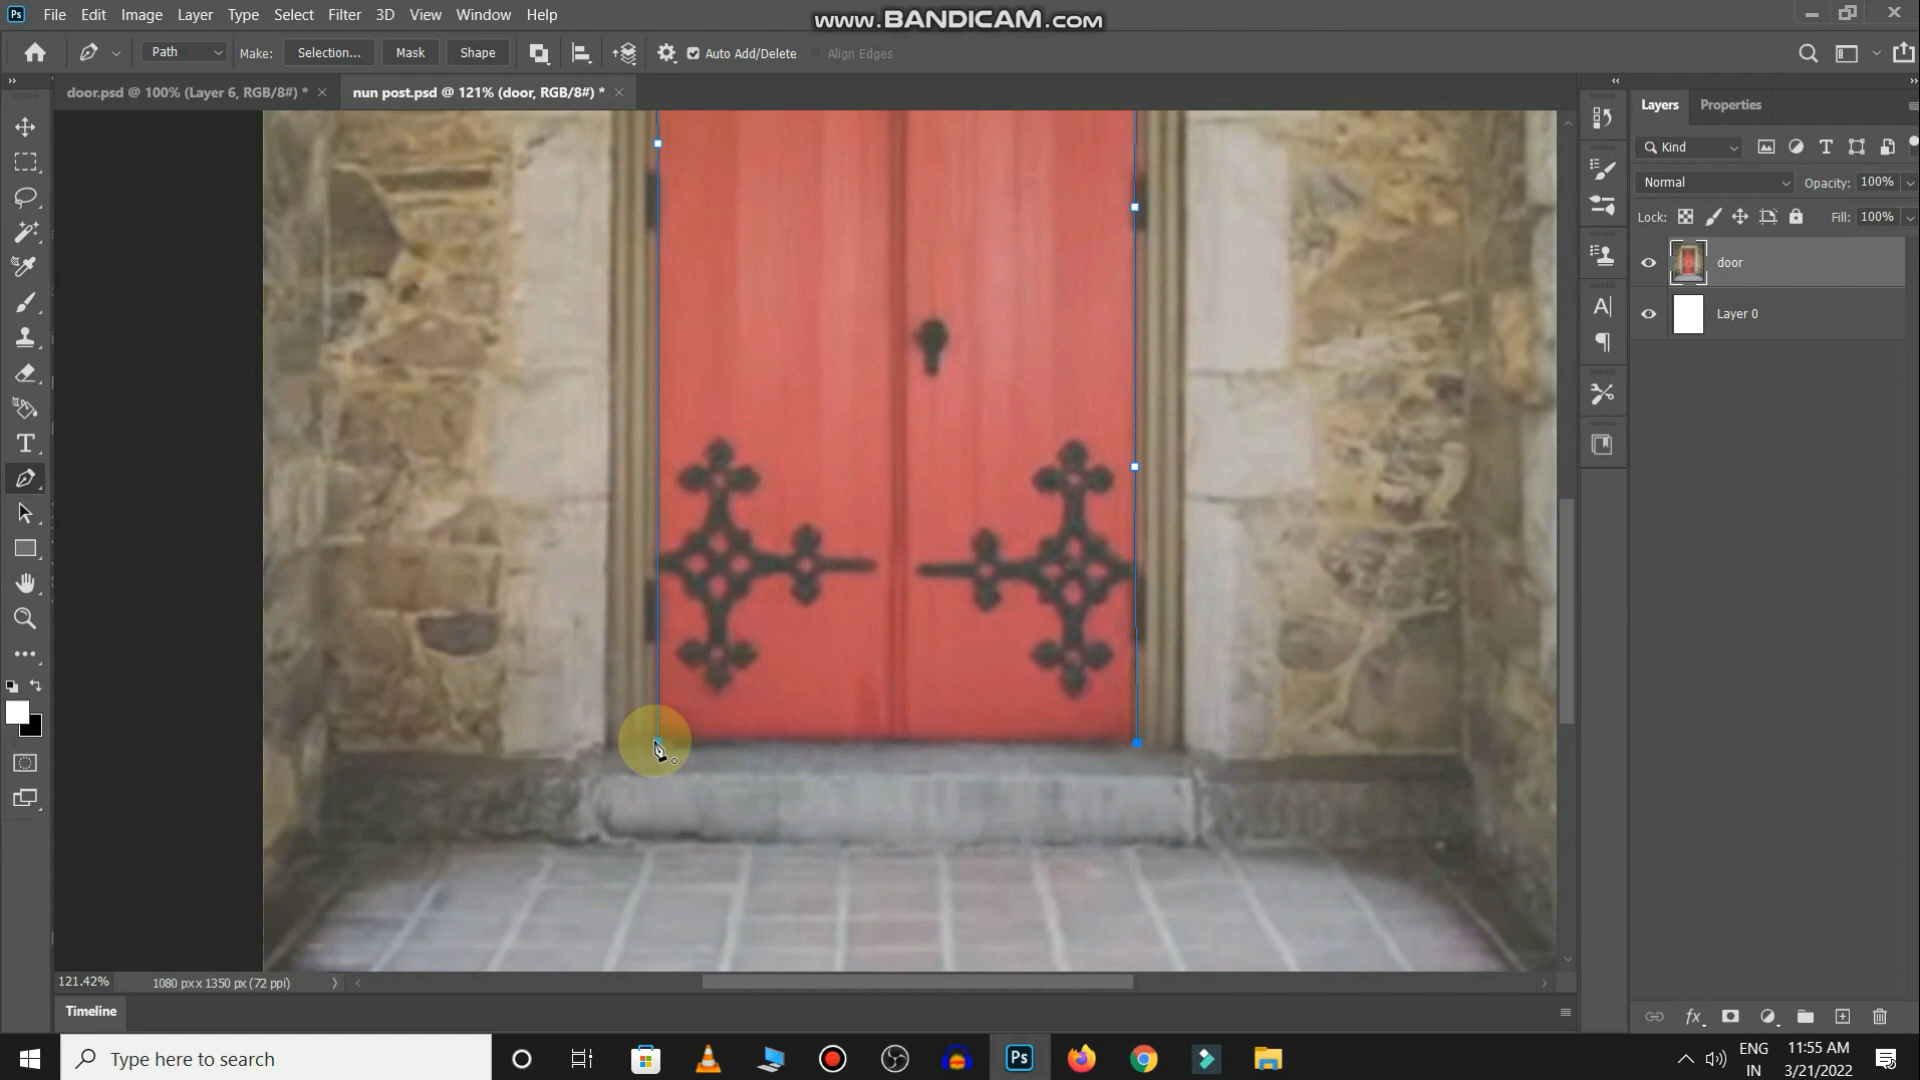 File Edit Image Layer Type Select Filter 3D View Window Help
www.BANDICAM.com
Path Make: Selection... Mask Shape Auto Add/Delete Align Edges
door.psd @ 100% (Layer 6, RGB/8#) *
nun post.psd @ 121% (door, RGB/8#) *
Layers Properties
Kind
Normal Opacity: 100%
Lock: Fill: 100%
door
Layer 0
121.42% 1080 px x 1350 px (72 ppi)
Timeline
Type here to search
ENG
IN
11:55 AM
3/21/2022